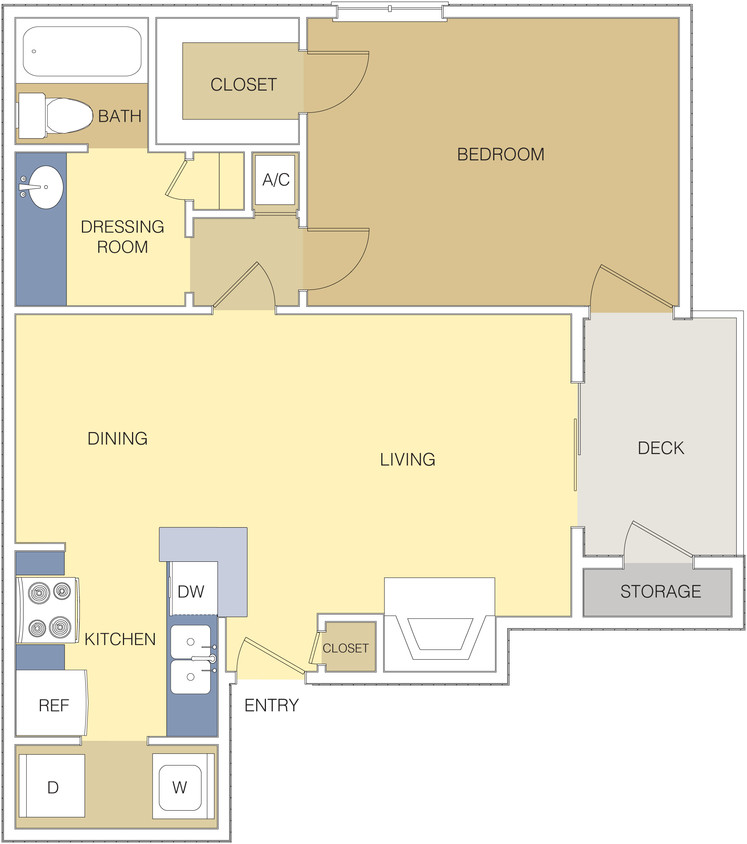 CLOSET
BATH
BEDROOM
A/C
DRESSING
ROOM
DINING
LIVING
DECK
DW
STORAGE
KITCHEN
CLOSET
REF
ENTRY
D
W